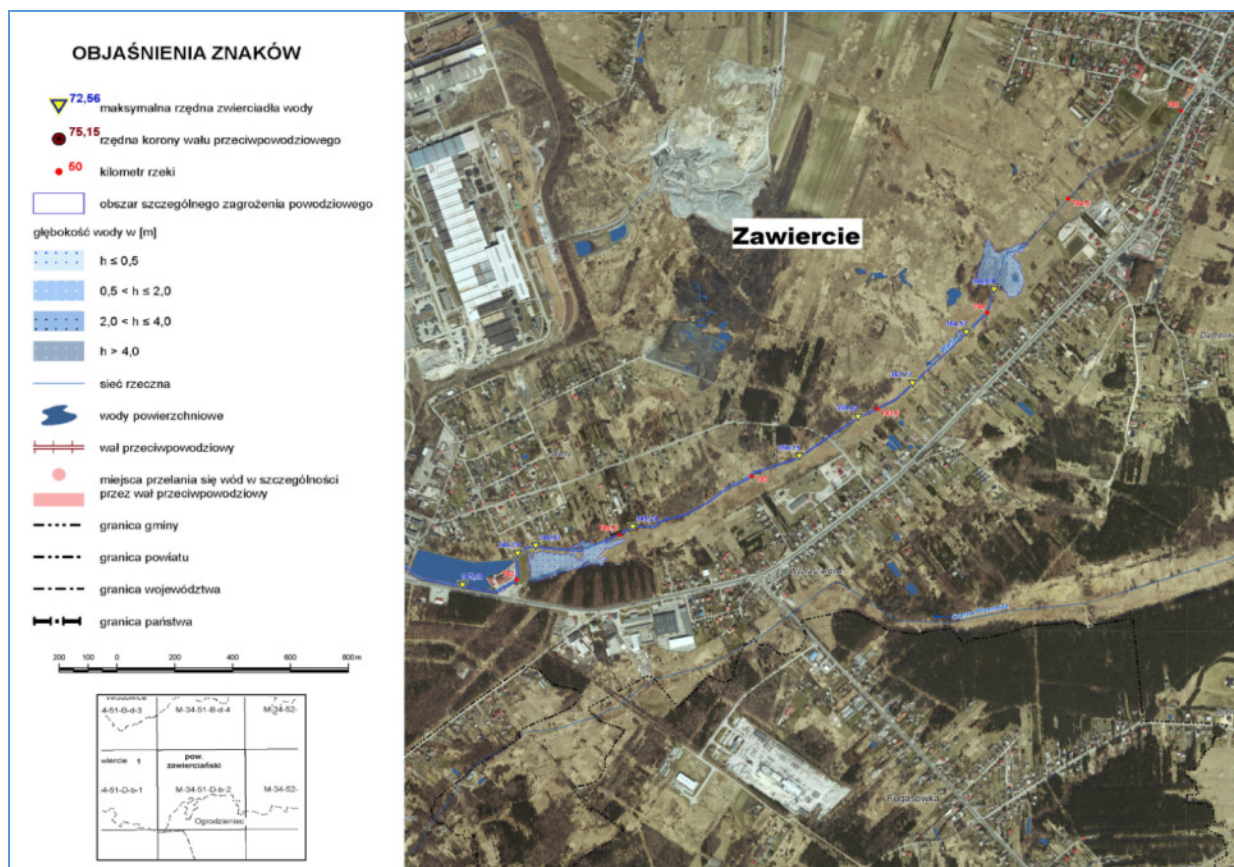 OBJAŚNIENIA ZNAKÓW
72,56 maksymalna rzędna zwierciadła wody
75,15 rzędna korony wału przeciwpowodziowego
50 kilometr rzeki
obszar szczególnego zagrożenia powodziowego
głębokość wody w [m]
h ≤ 0,5
0,5 < h ≤ 2,0
2,0 < h ≤ 4,0
h > 4,0
sieć rzeczna
wody powierzchniowe
wał przeciwpowodziowy
miejsca przelania się wód w szczególności
przez wał przeciwpowodziowy
granica gminy
granica powiatu
granica województwa
granica państwa
200 100 0 200 400 600 800m
4-51-B-d-3 M-34-51-B-d-4 M-34-52-
wiercie 1 pow.
zawierciański
4-51-D-b-1 M-34-51-D-b-2 M-34-52-
Ogrodzieniec
Zawiercie
Fugasówka